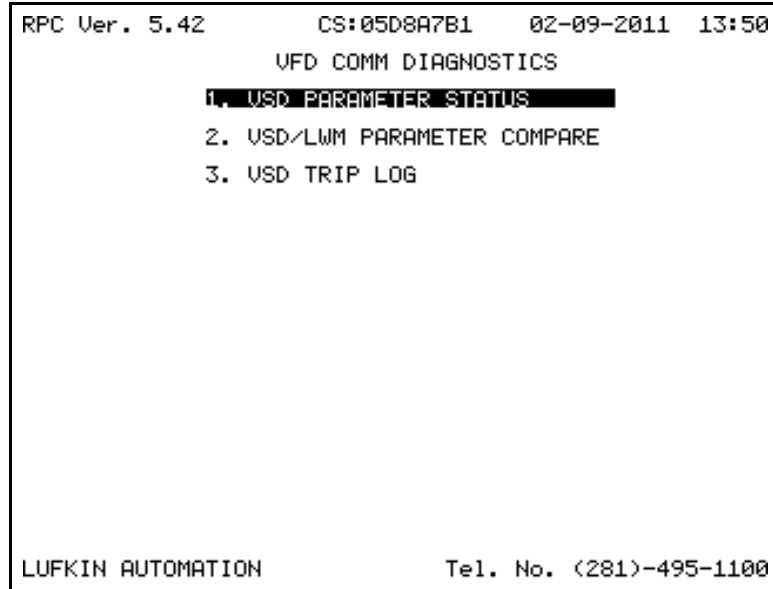 RPC Ver. 5.42 CS:05D8A7B1 02-09-2011 13:50
VFD COMM DIAGNOSTICS
1. VSD PARAMETER STATUS
2. VSD/LWM PARAMETER COMPARE
3. VSD TRIP LOG
LUFKIN AUTOMATION Tel. No. (281)-495-1100